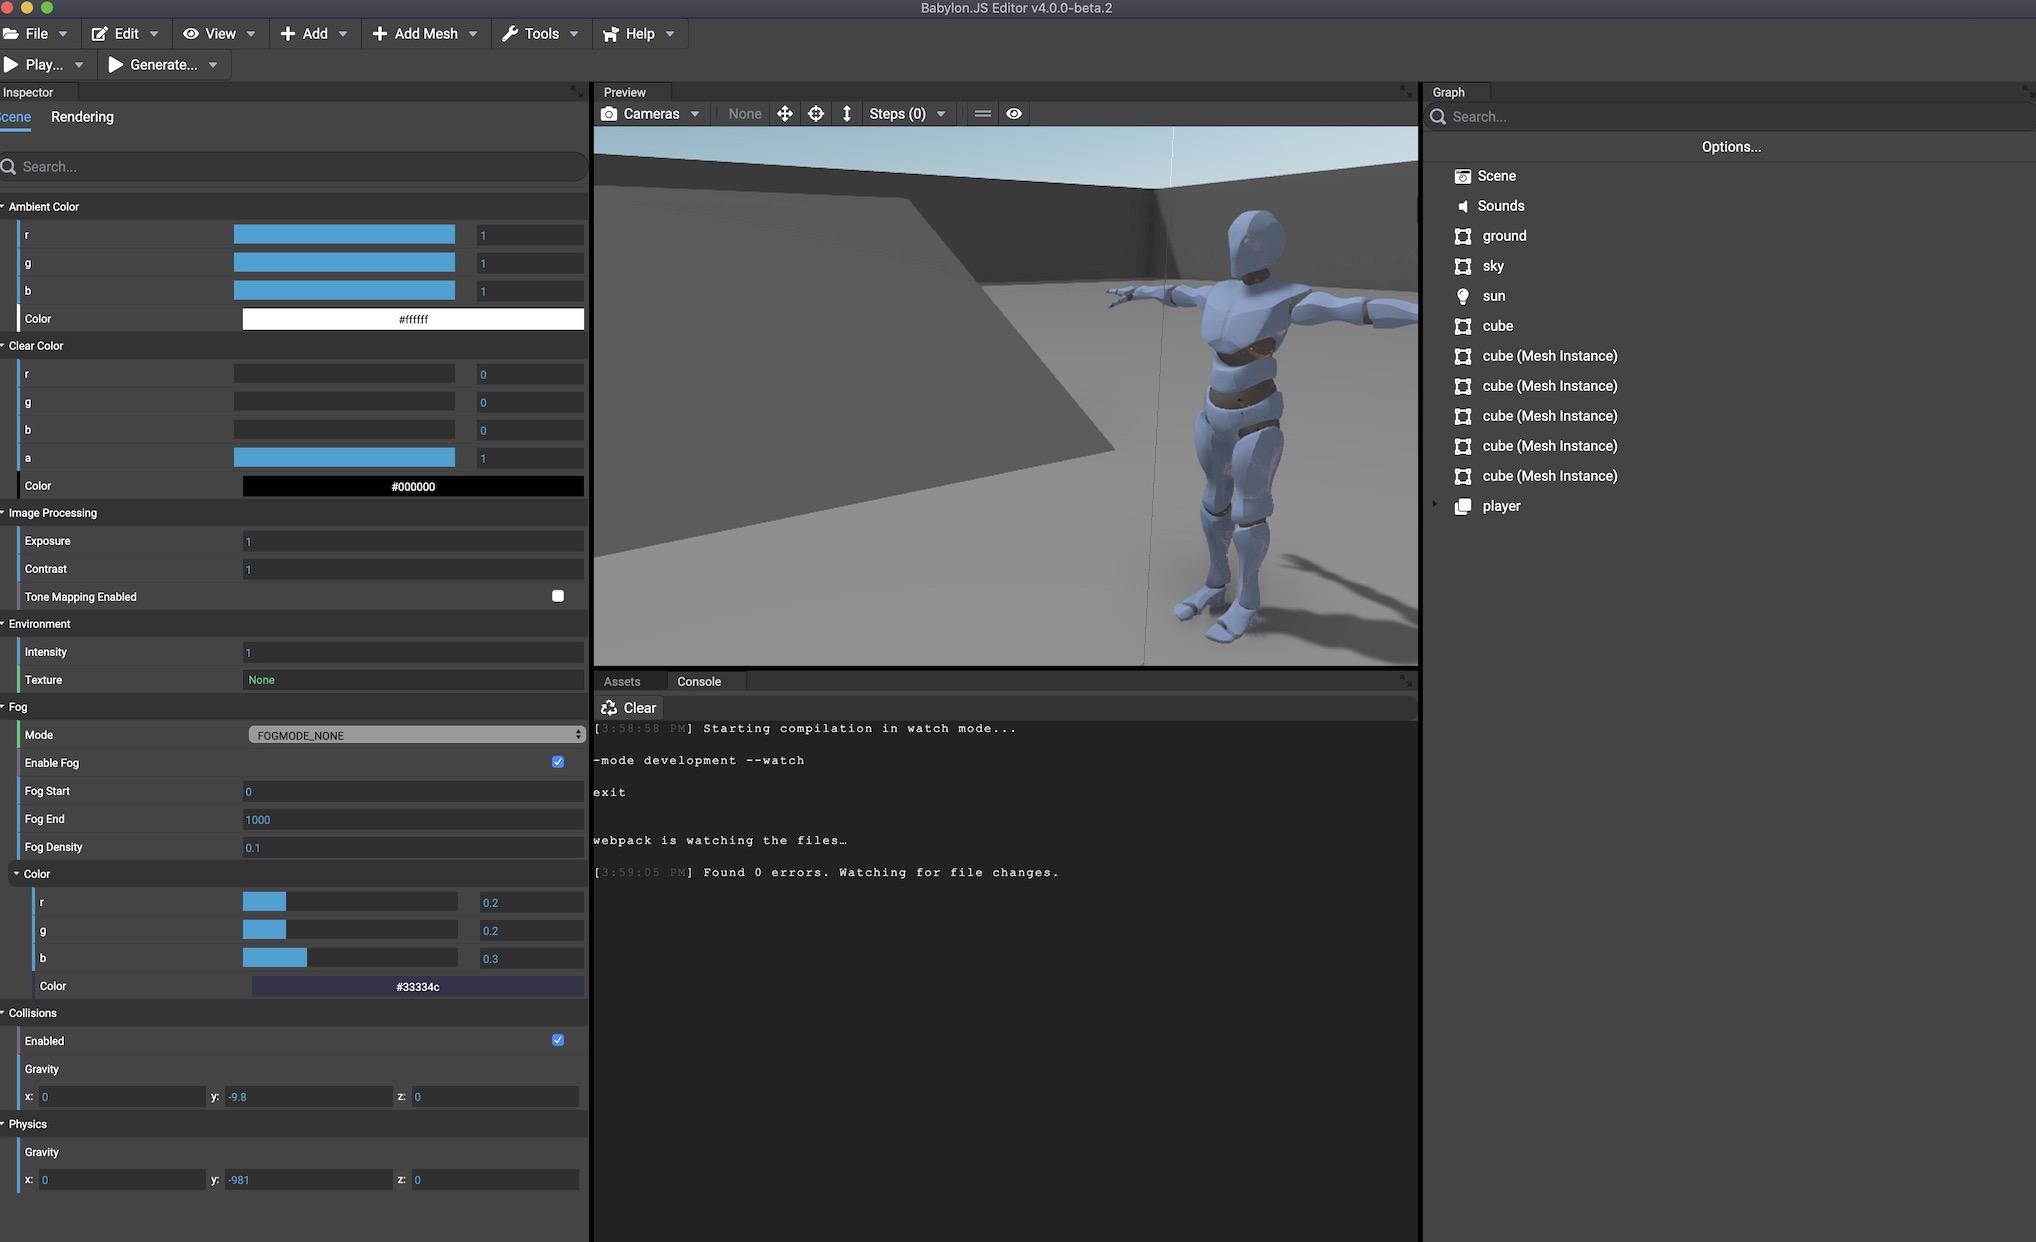 Babylon.JS Editor v4.0.0-beta.2
File Edit View Add Add Mesh Tools Help
Play... Generate...
Inspector
Scene Rendering
Search...
Ambient Color
r 1
g 1
b 1
Color #ffffff
Clear Color
r 0
g 0
b 0
a 1
Color #000000
Image Processing
Exposure 1
Contrast 1
Tone Mapping Enabled
Environment
Intensity 1
Texture None
Fog
Mode FOGMODE_NONE
Enable Fog
Fog Start 0
Fog End 1000
Fog Density 0.1
Color
r 0.2
g 0.2
b 0.3
Color #33334c
Collisions
Enabled
Gravity
x: 0 y: -9.8 z: 0
Physics
Gravity
x: 0 y: -981 z: 0
Preview
Cameras None Steps (0)
Assets Console
Clear
[3:58:58 PM] Starting compilation in watch mode...
-mode development --watch
exit
webpack is watching the files…
[3:59:05 PM] Found 0 errors. Watching for file changes.
Graph
Search...
Options...
Scene
Sounds
ground
sky
sun
cube
cube (Mesh Instance)
cube (Mesh Instance)
cube (Mesh Instance)
cube (Mesh Instance)
cube (Mesh Instance)
player